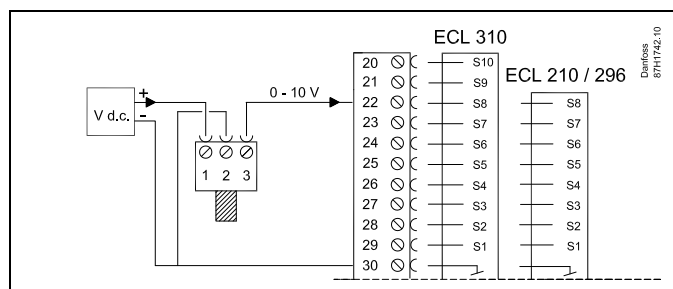 ECL 310
Danfoss
87H1742.10
ECL 210 / 296
V d.c.
+
-
0 - 10 V
1 2 3
20 S10
21 S9
22 S8 S8
23 S7 S7
24 S6 S6
25 S5 S5
26 S4 S4
27 S3 S3
28 S2 S2
29 S1 S1
30